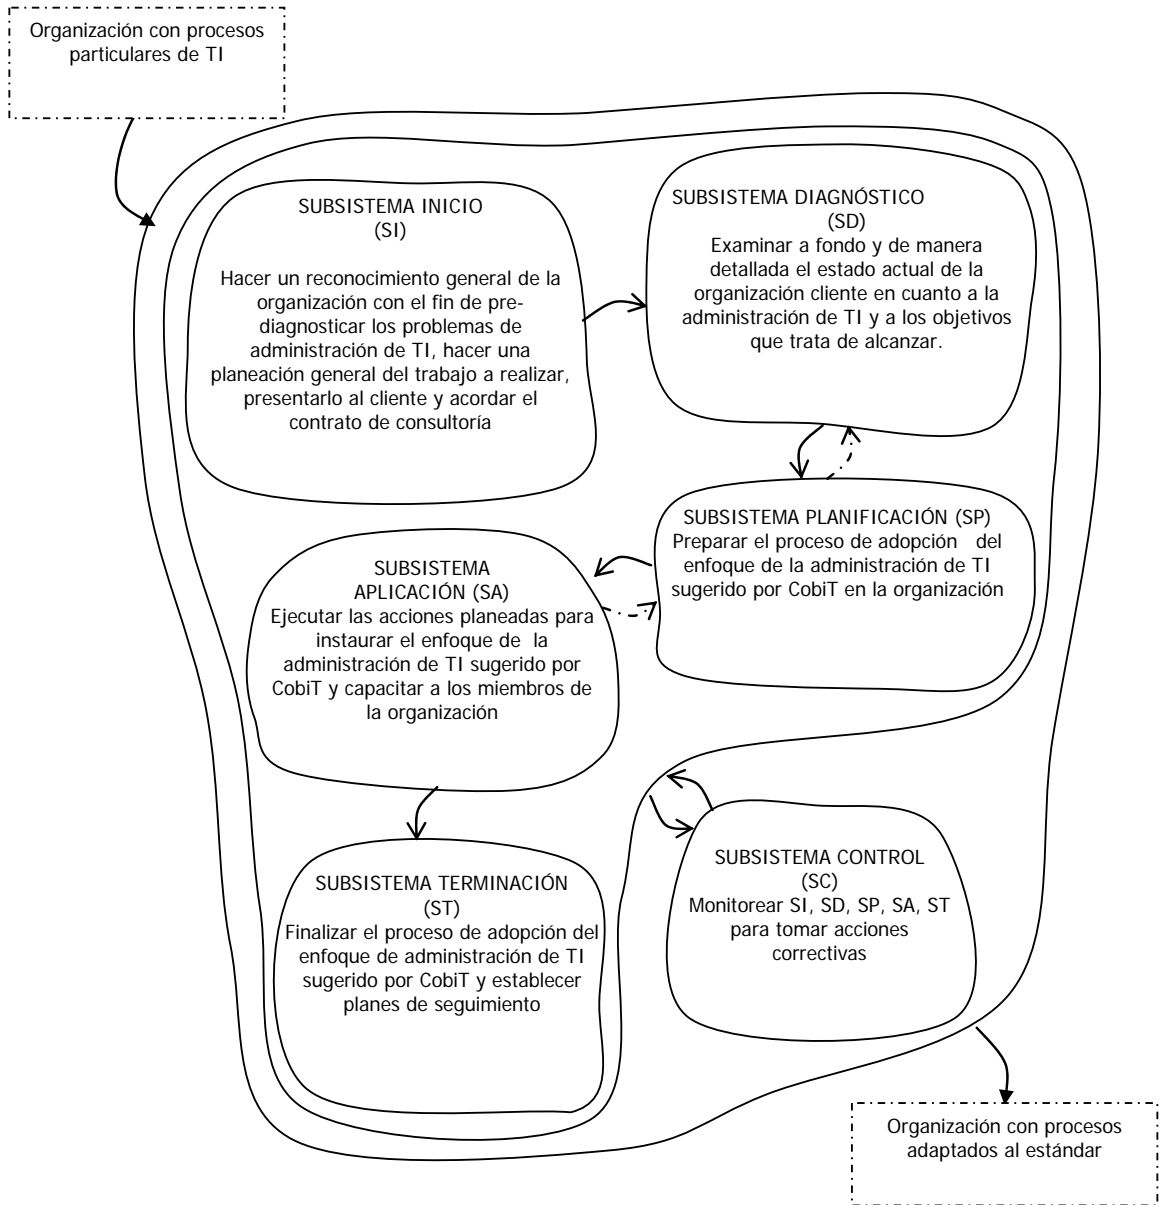 Organización con procesos
particulares de TI
SUBSISTEMA INICIO
(SI)
Hacer un reconocimiento general de la
organización con el fin de pre-
diagnosticar los problemas de
administración de TI, hacer una
planeación general del trabajo a realizar,
presentarlo al cliente y acordar el
contrato de consultoría
SUBSISTEMA DIAGNÓSTICO
(SD)
Examinar a fondo y de manera
detallada el estado actual de la
organización cliente en cuanto a la
administración de TI y a los objetivos
que trata de alcanzar.
SUBSISTEMA PLANIFICACIÓN (SP)
Preparar el proceso de adopción del
enfoque de la administración de TI
sugerido por CobiT en la organización
SUBSISTEMA
APLICACIÓN (SA)
Ejecutar las acciones planeadas para
instaurar el enfoque de la
administración de TI sugerido por
CobiT y capacitar a los miembros de
la organización
SUBSISTEMA TERMINACIÓN
(ST)
Finalizar el proceso de adopción del
enfoque de administración de TI
sugerido por CobiT y establecer
planes de seguimiento
SUBSISTEMA CONTROL
(SC)
Monitorear SI, SD, SP, SA, ST
para tomar acciones
correctivas
Organización con procesos
adaptados al estándar